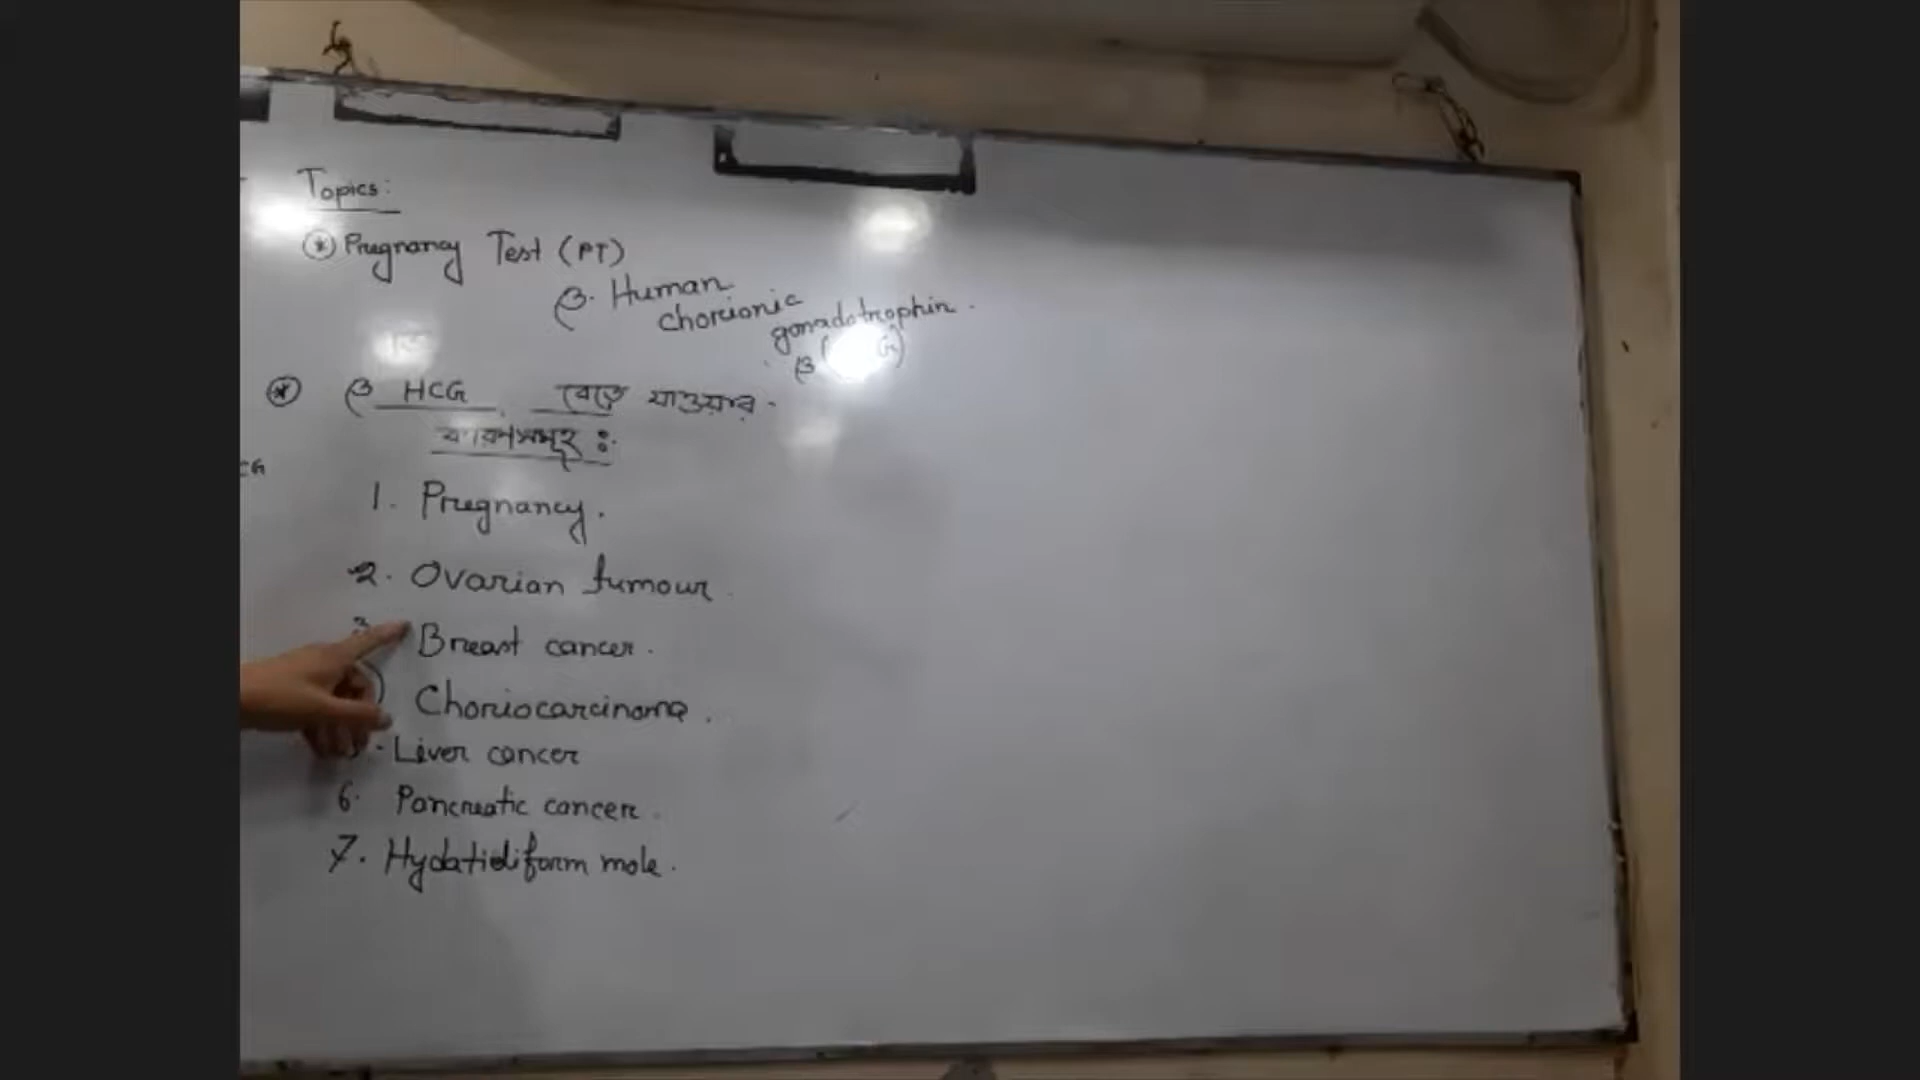 Topics:
* Pregnancy Test (PT)
β. Human
chorionic
gonadotrophin.
β ( G)
* β HCG বেড়ে যাওয়ার -
কারণসমূহ ঃ
CG
1. Pregnancy.
2. Ovarian tumour.
3 Breast cancer.
Choriocarcinoma.
- Liver cancer
6. Pancreatic cancer.
7. Hydatidiform mole.